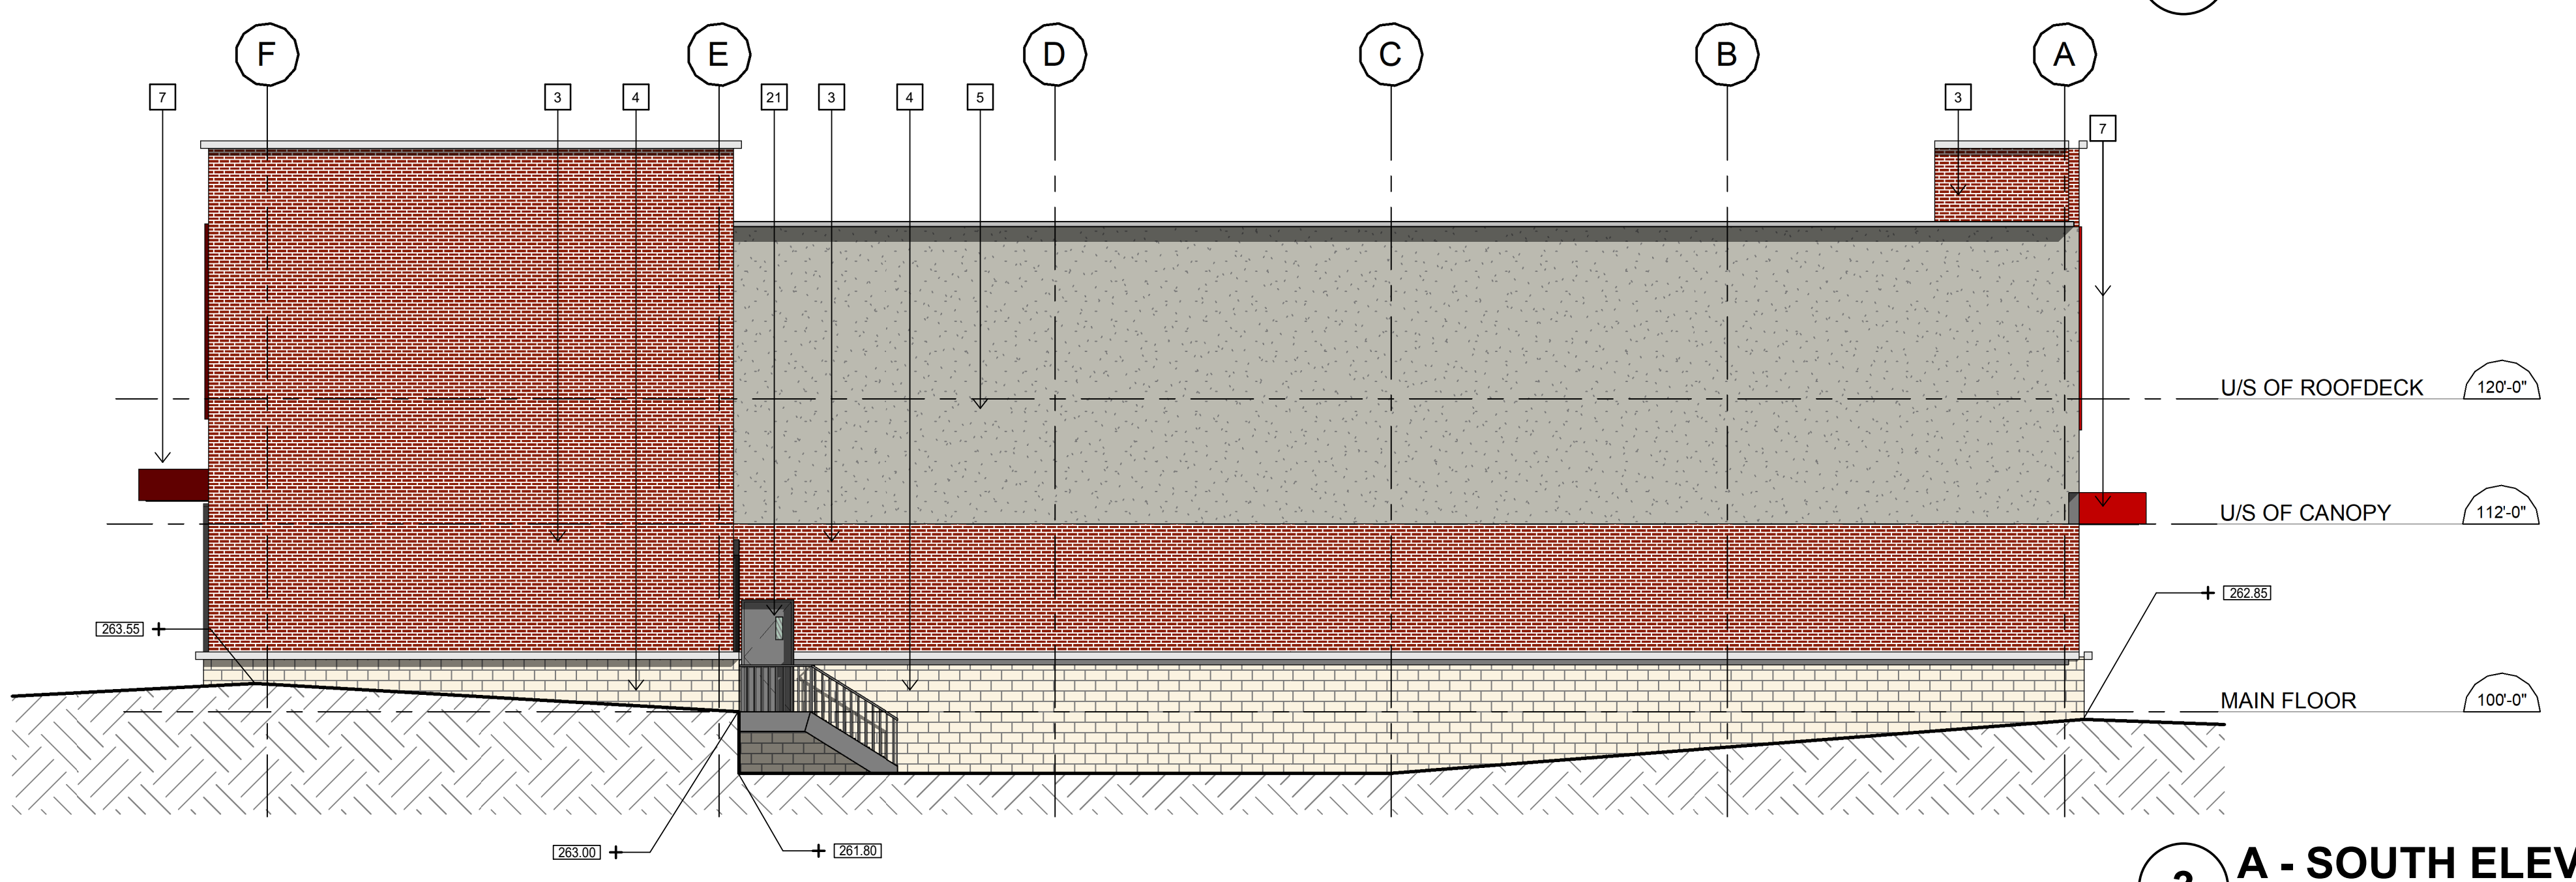 F E D C B A
7 3 4 21 3 4 5 3 7
U/S OF ROOFDECK 120'-0"
U/S OF CANOPY 112'-0"
262.85
263.55
MAIN FLOOR 100'-0"
263.00 261.80
A - SOUTH ELEV